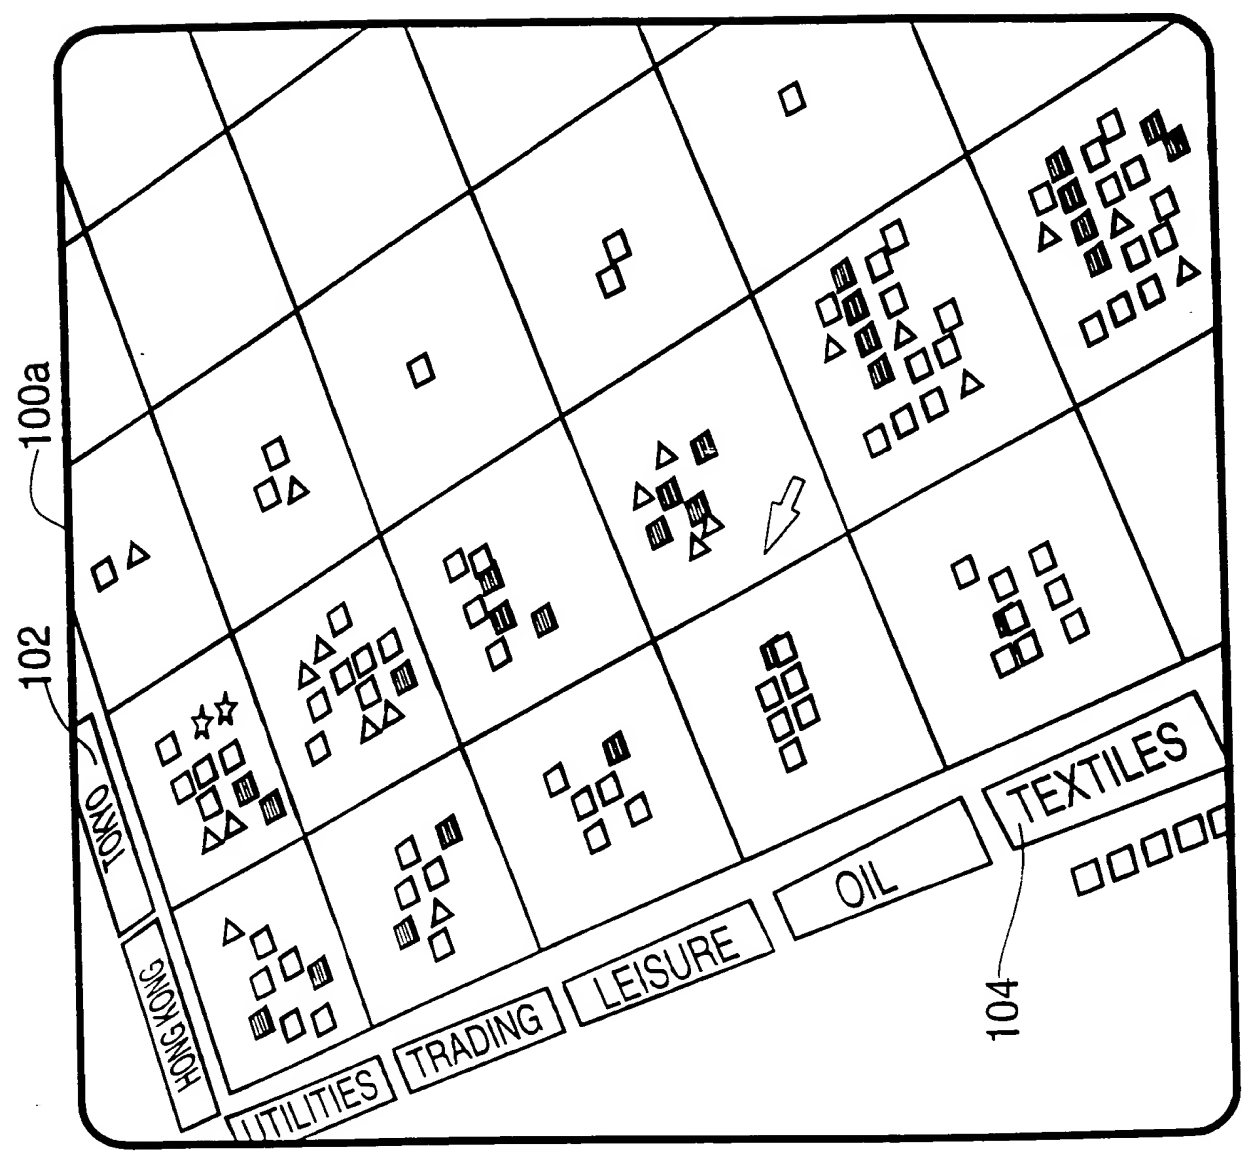 100a
102
TOKYO
HONG KONG
UTILITIES
TRADING
LEISURE
OIL
TEXTILES
104